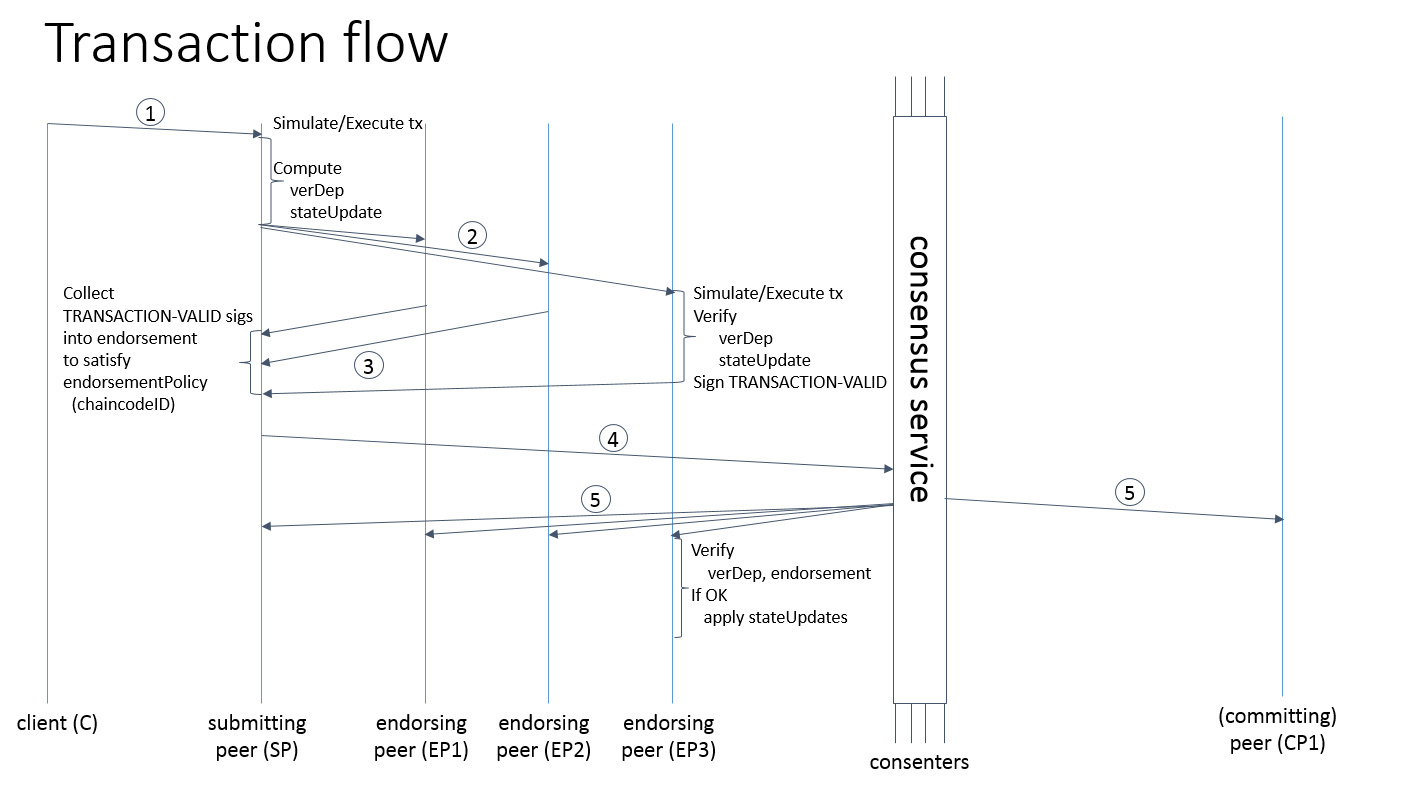 Transaction flow
1
Simulate/Execute tx
Compute
verDep
stateUpdate
2
Collect
TRANSACTION-VALID sigs
into endorsement
to satisfy
endorsementPolicy
(chaincodeID)
3
Simulate/Execute tx
Verify
verDep
stateUpdate
Sign TRANSACTION-VALID
4
consensus service
5
5
Verify
verDep, endorsement
If OK
apply stateUpdates
client (C)
submitting
peer (SP)
endorsing
peer (EP1)
endorsing
peer (EP2)
endorsing
peer (EP3)
consenters
(committing)
peer (CP1)